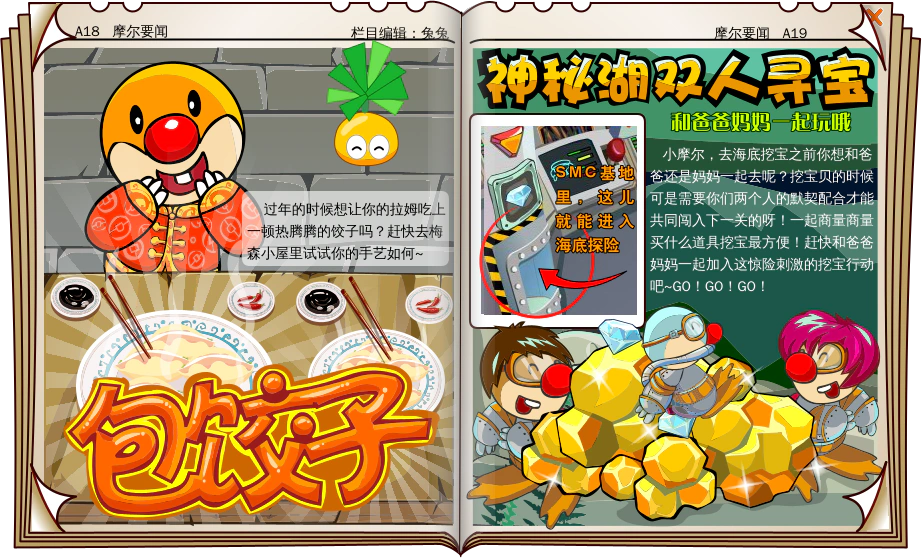 A18 摩尔要闻
栏目编辑：兔兔
过年的时候想让你的拉姆吃上
一顿热腾腾的饺子吗？赶快去梅
森小屋里试试你的手艺如何~
包饺子
摩尔要闻 A19
神秘湖双人寻宝
和爸爸妈妈一起玩哦
SMC基地
里，这儿
就能进入
海底探险
小摩尔，去海底挖宝之前你想和爸
爸还是妈妈一起去呢？挖宝贝的时候
可是需要你们两个人的默契配合才能
共同闯入下一关的呀！一起商量商量
买什么道具挖宝最方便！赶快和爸爸
妈妈一起加入这惊险刺激的挖宝行动
吧~GO！GO！GO！